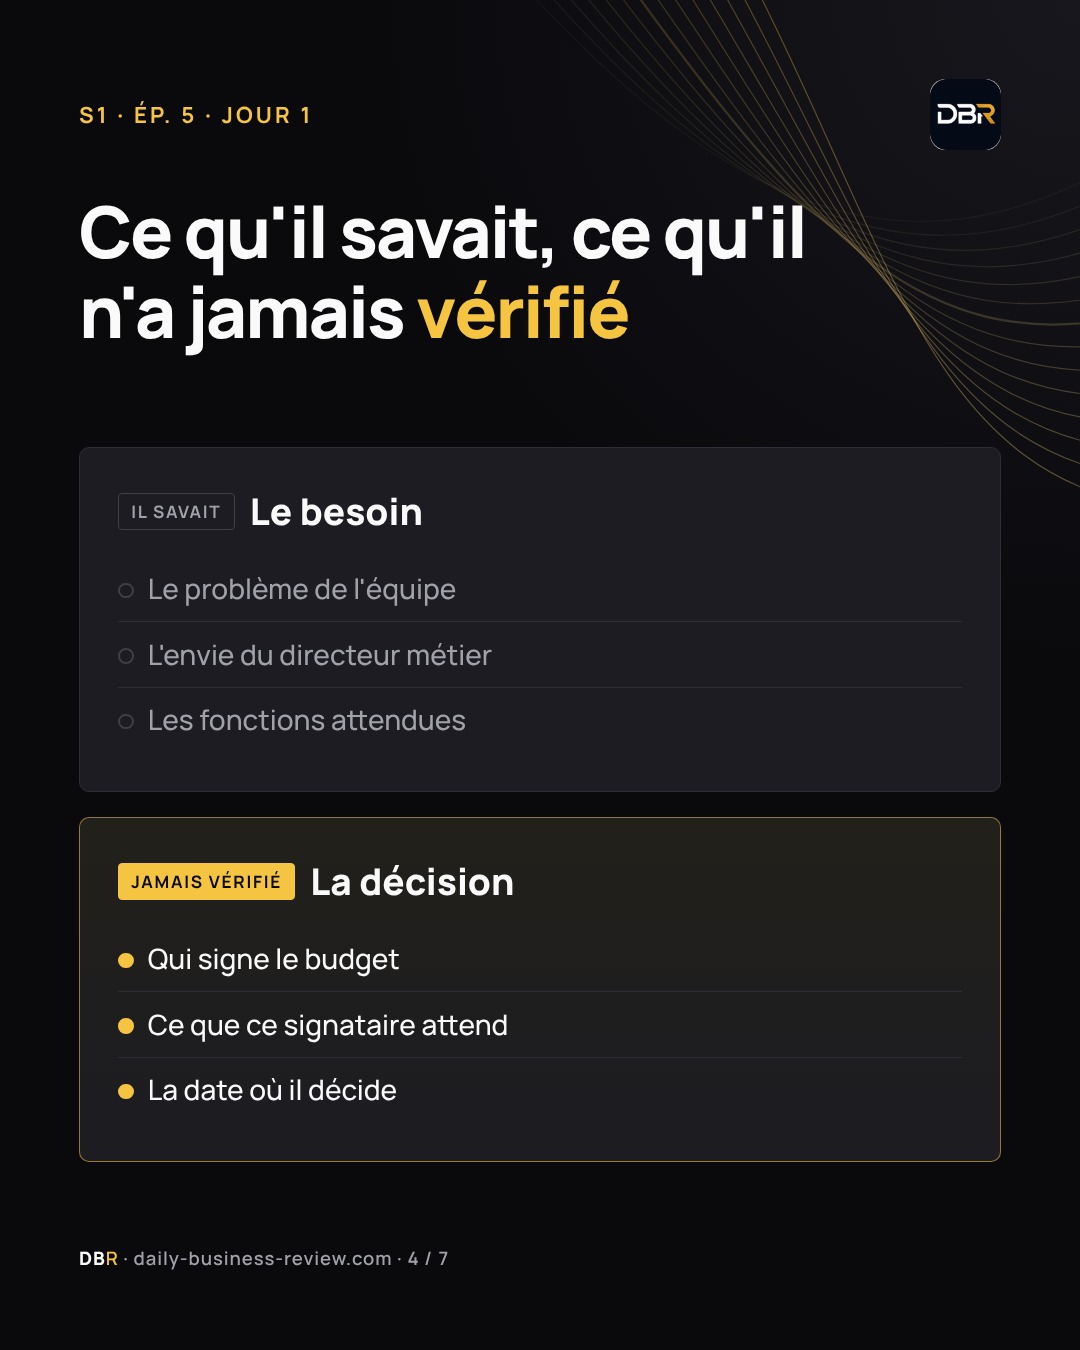 S1 · ÉP. 5 · JOUR 1
DBR
Ce qu'il savait, ce qu'il
n'a jamais vérifié
IL SAVAIT Le besoin
Le problème de l'équipe
L'envie du directeur métier
Les fonctions attendues
JAMAIS VÉRIFIÉ La décision
Qui signe le budget
Ce que ce signataire attend
La date où il décide
DBR · daily-business-review.com · 4 / 7